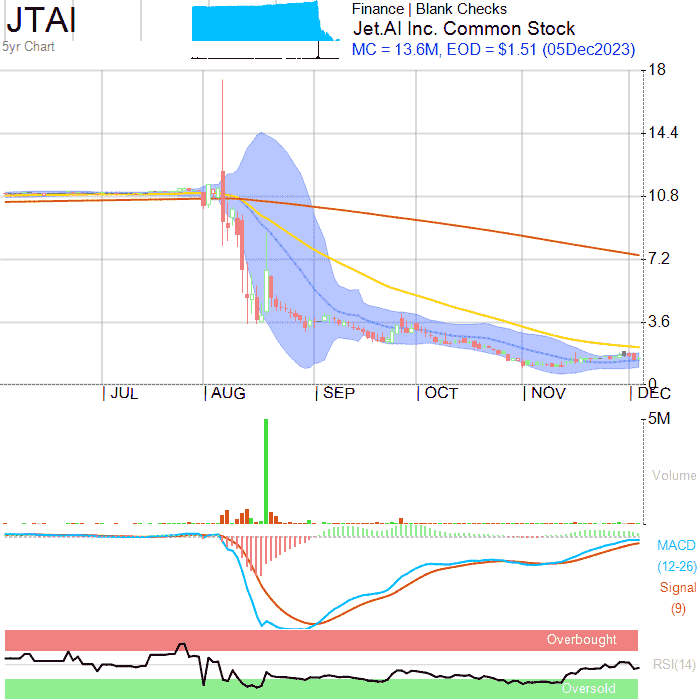 JTAI
5yr Chart
Finance | Blank Checks
Jet.AI Inc. Common Stock
MC = 13.6M, EOD = $1.51 (05Dec2023)
18
14.4
10.8
7.2
3.6
0
JUL AUG SEP OCT NOV DEC
5M
Volume
MACD
(12-26)
Signal
(9)
Overbought
RSI(14)
Oversold